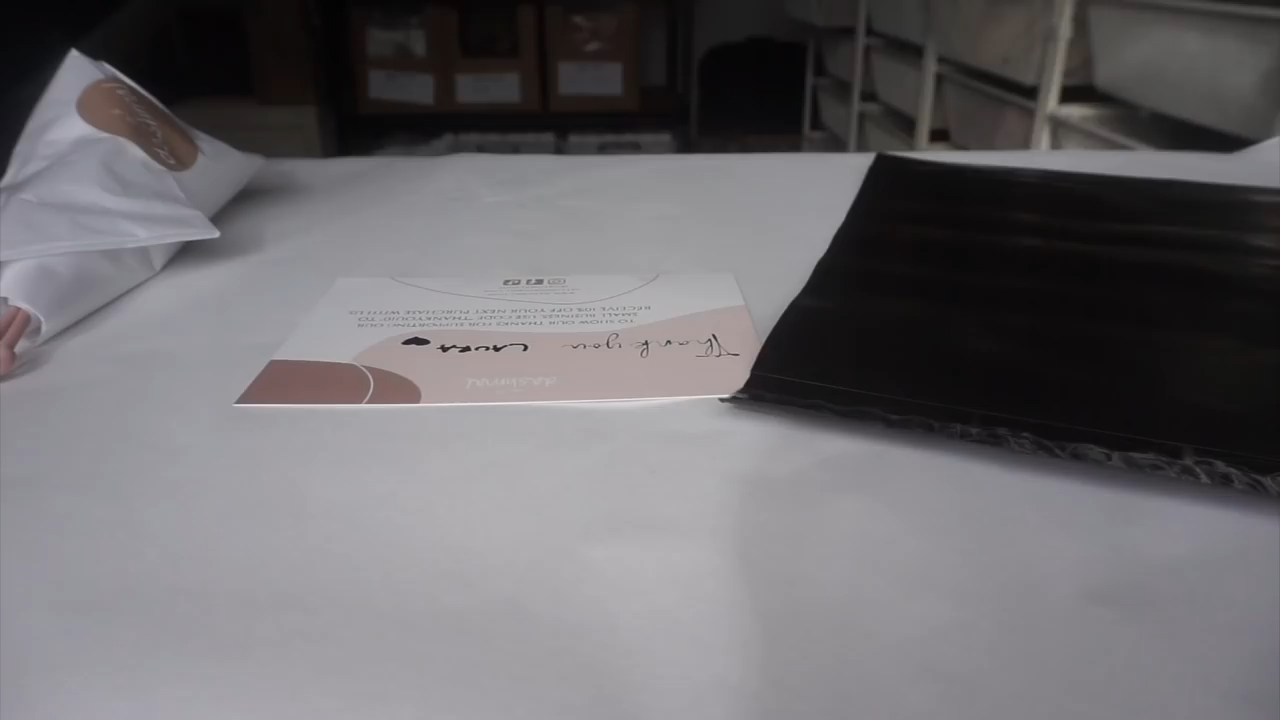 deshmal
Thank you LAURA
TO SHOW OUR THANKS FOR SUPPORTING OUR
SMALL BUSINESS, USE CODE "THANKYOU10" TO
RECEIVE 10% OFF YOUR NEXT PURCHASE WITH US